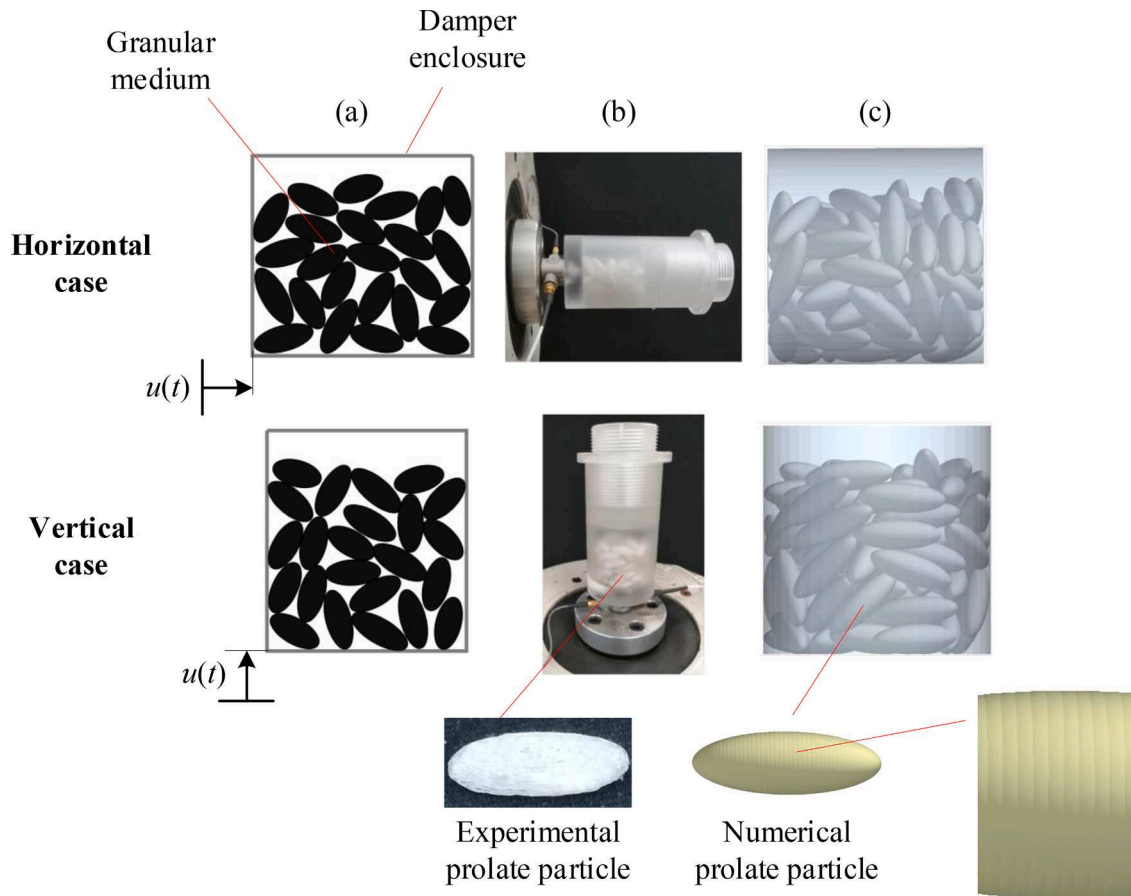 Granular
medium
Damper
enclosure
(a)
(b)
(c)
Horizontal
case
u(t)
Vertical
case
u(t)
Experimental
prolate particle
Numerical
prolate particle